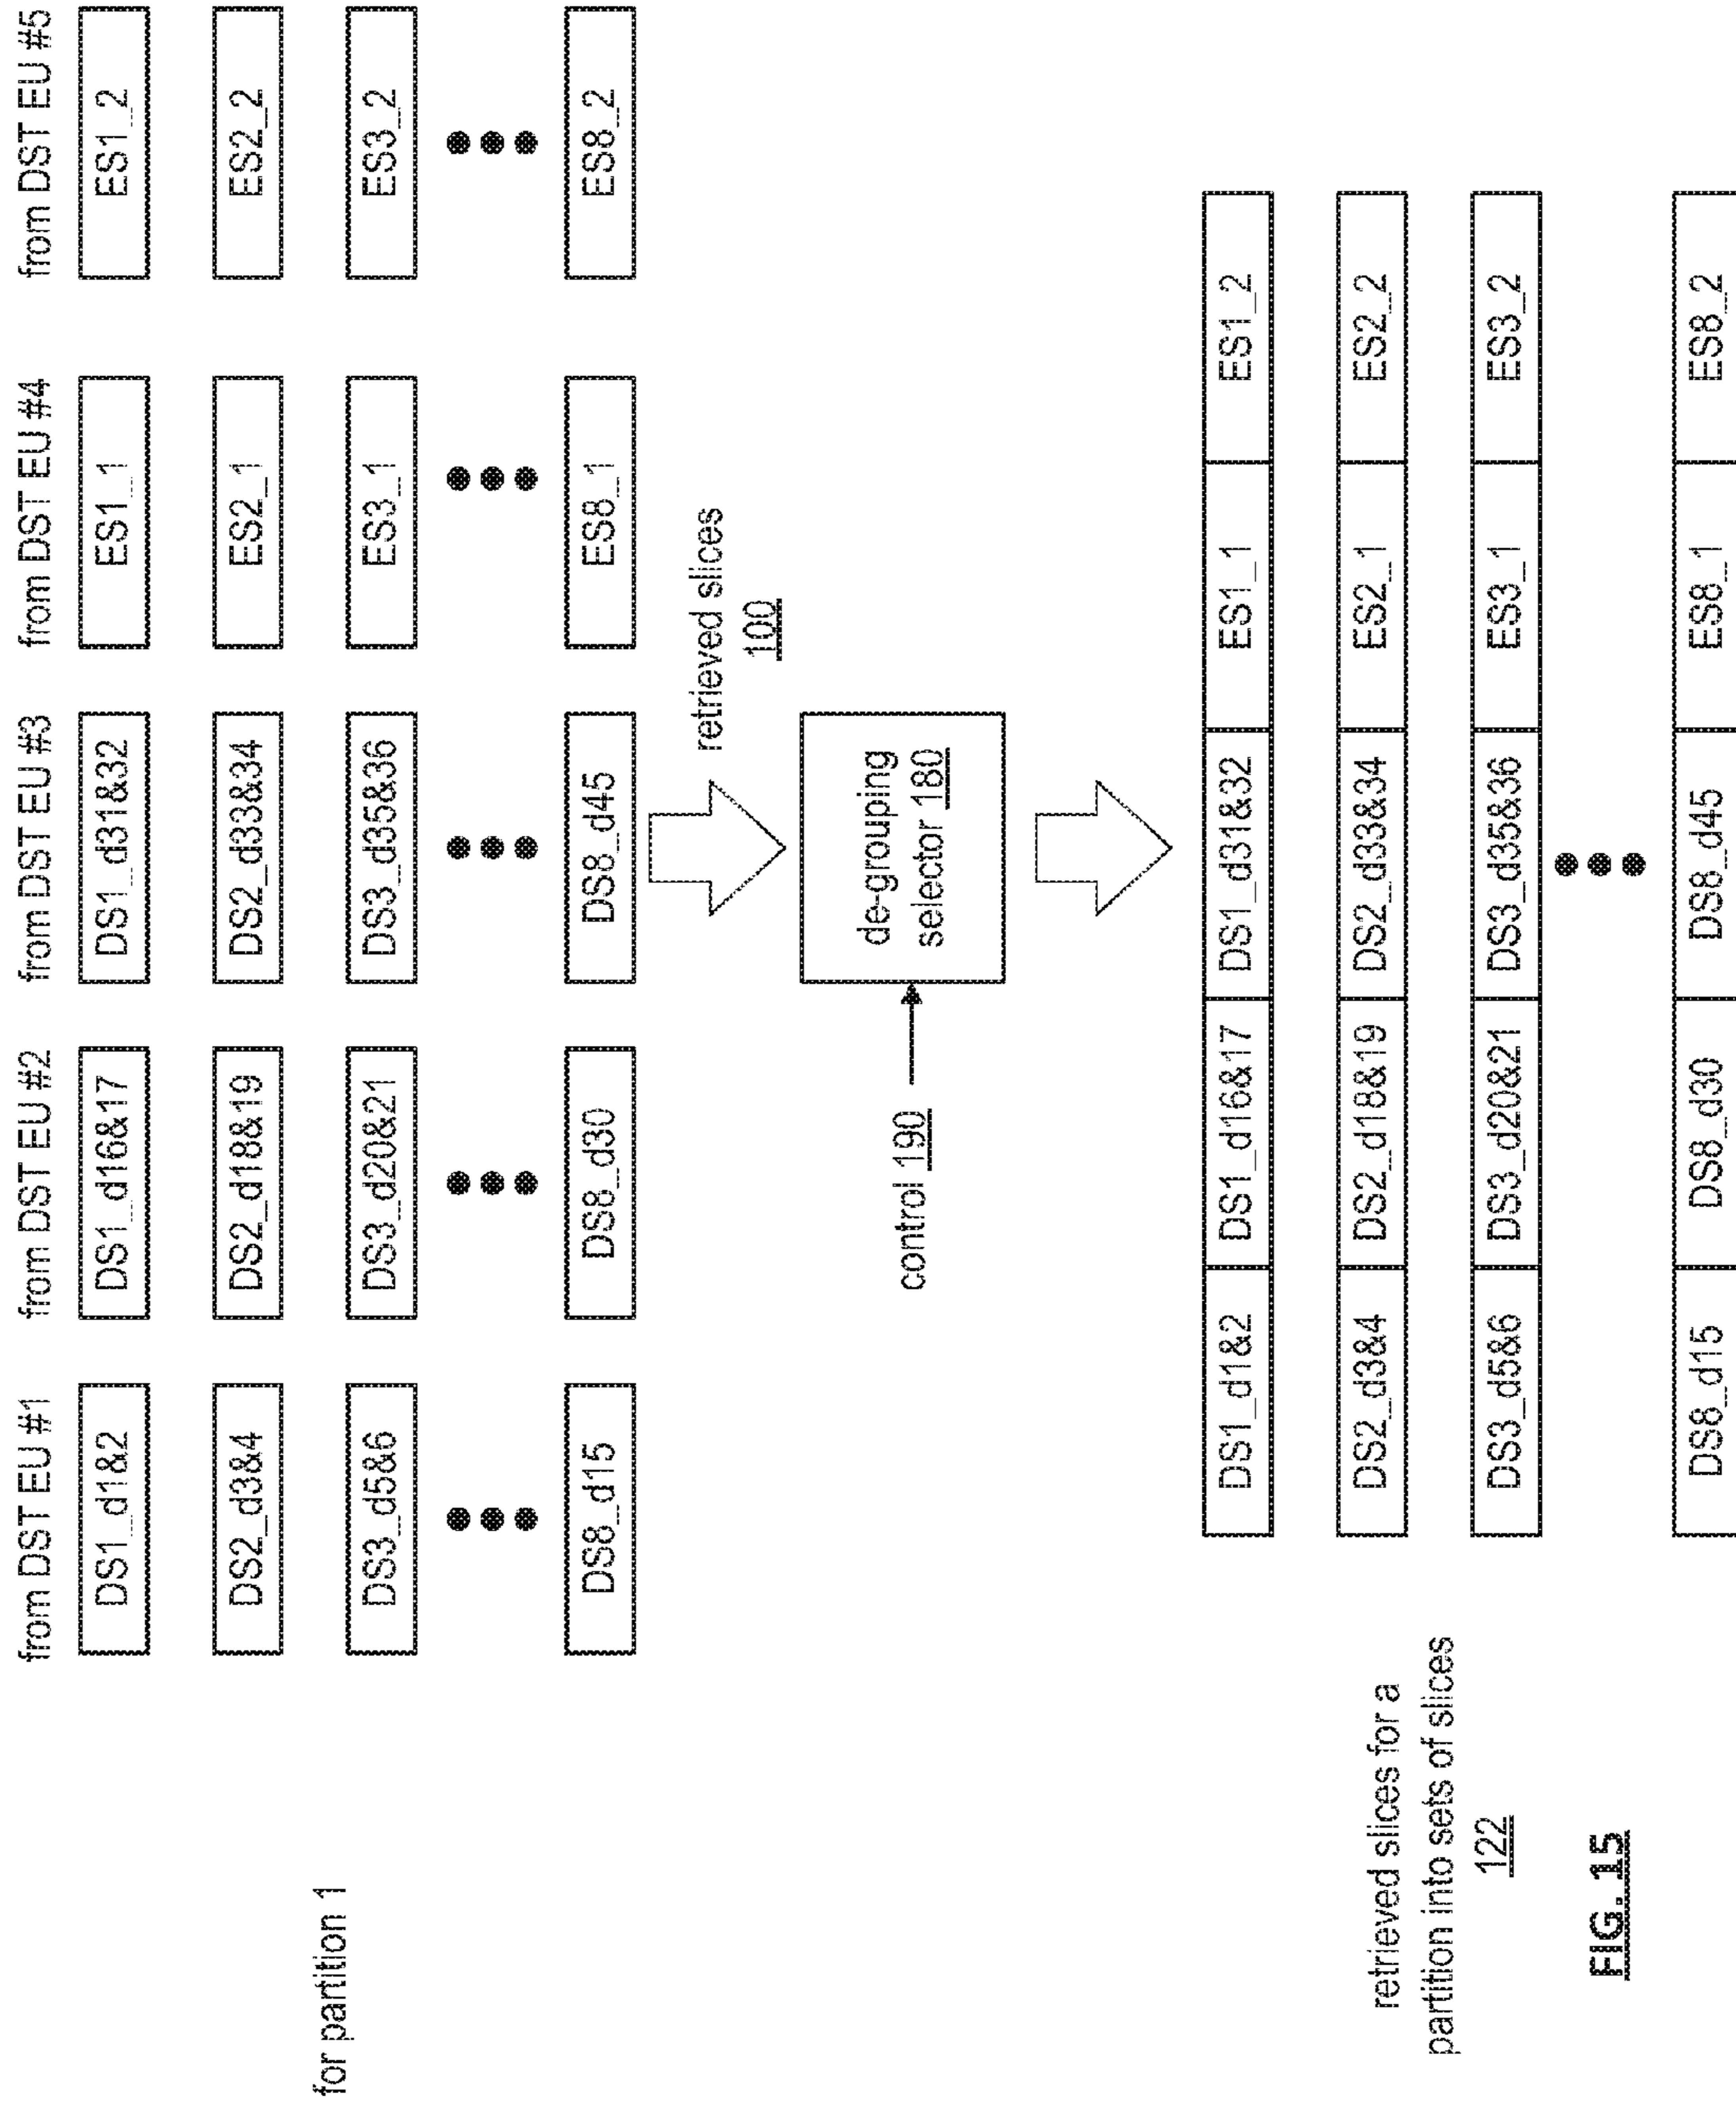 from DST EU #1 from DST EU #2 from DST EU #3 from DST EU #4 from DST EU #5
DS1_d1&2 DS1_d16&17 DS1_d31&32 ES1_1 ES1_2
DS2_d3&4 DS2_d18&19 DS2_d33&34 ES2_1 ES2_2
for partition 1
DS3_d5&6 DS3_d20&21 DS3_d35&36 ES3_1 ES3_2
DS8_d15 DS8_d30 DS8_d45 ES8_1 ES8_2
retrieved slices
100
control 190
de-grouping
selector 180
DS1_d1&2 DS1_d16&17 DS1_d31&32 ES1_1 ES1_2
retrieved slices for a
partition into sets of slices
122
DS2_d3&4 DS2_d18&19 DS2_d33&34 ES2_1 ES2_2
DS3_d5&6 DS3_d20&21 DS3_d35&36 ES3_1 ES3_2
DS8_d15 DS8_d30 DS8_d45 ES8_1 ES8_2
FIG. 15